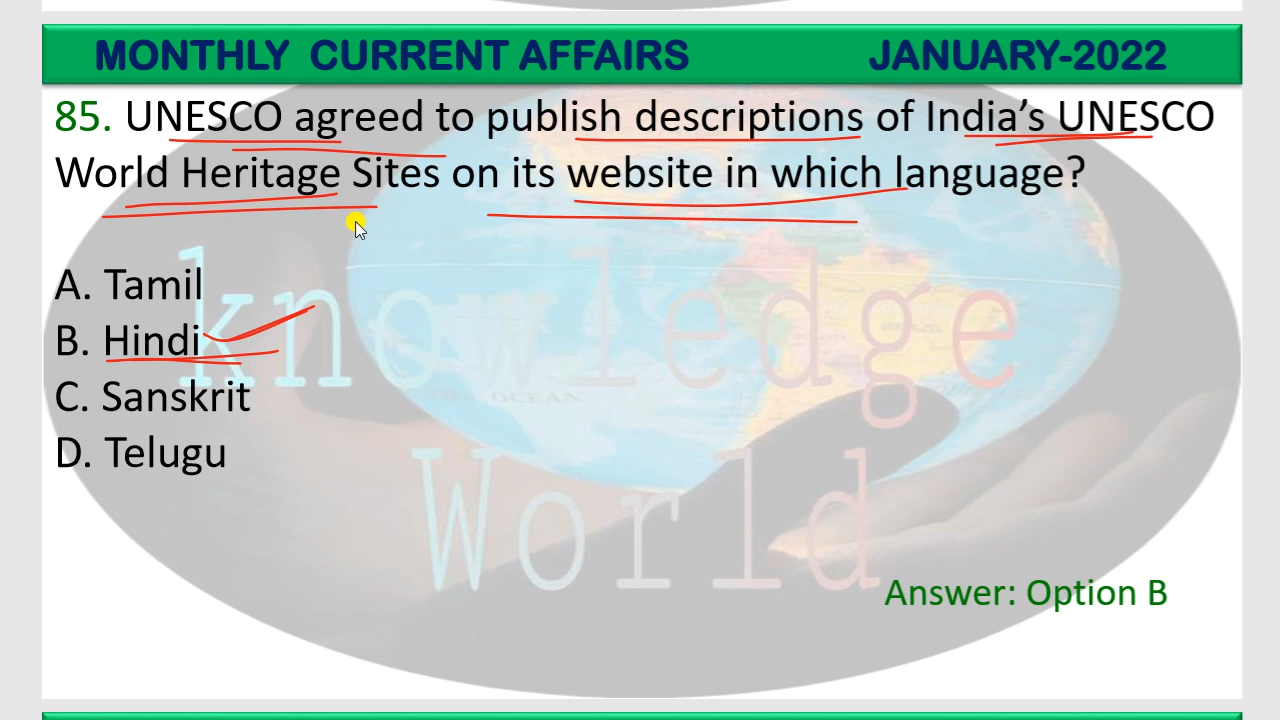 MONTHLY CURRENT AFFAIRS JANUARY-2022
85. UNESCO agreed to publish descriptions of India's UNESCO
World Heritage Sites on its website in which language?
A. Tamil
B. Hindi
C. Sanskrit
D. Telugu
knowledge
World
Answer: Option B